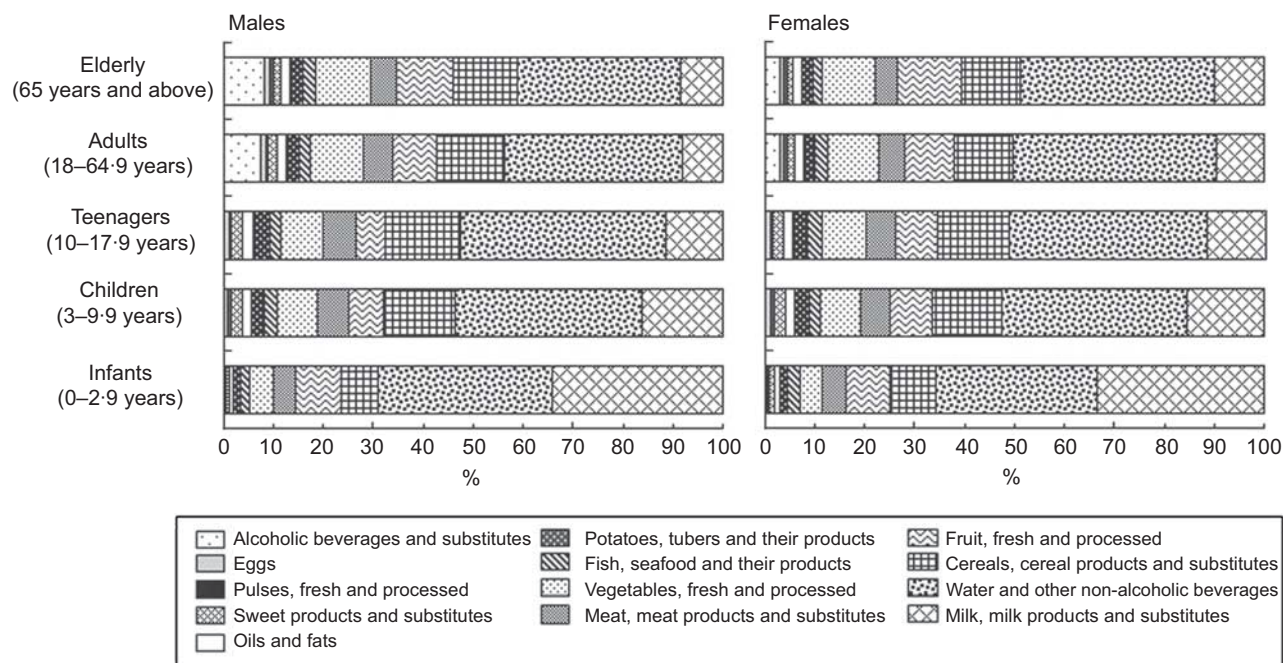 Males
Females
Elderly
(65 years and above)
Adults
(18–64·9 years)
Teenagers
(10–17·9 years)
Children
(3–9·9 years)
Infants
(0–2·9 years)
0 10 20 30 40 50 60 70 80 90 100
0 10 20 30 40 50 60 70 80 90 100
%
%
Alcoholic beverages and substitutes
Eggs
Pulses, fresh and processed
Sweet products and substitutes
Oils and fats
Potatoes, tubers and their products
Fish, seafood and their products
Vegetables, fresh and processed
Meat, meat products and substitutes
Fruit, fresh and processed
Cereals, cereal products and substitutes
Water and other non-alcoholic beverages
Milk, milk products and substitutes